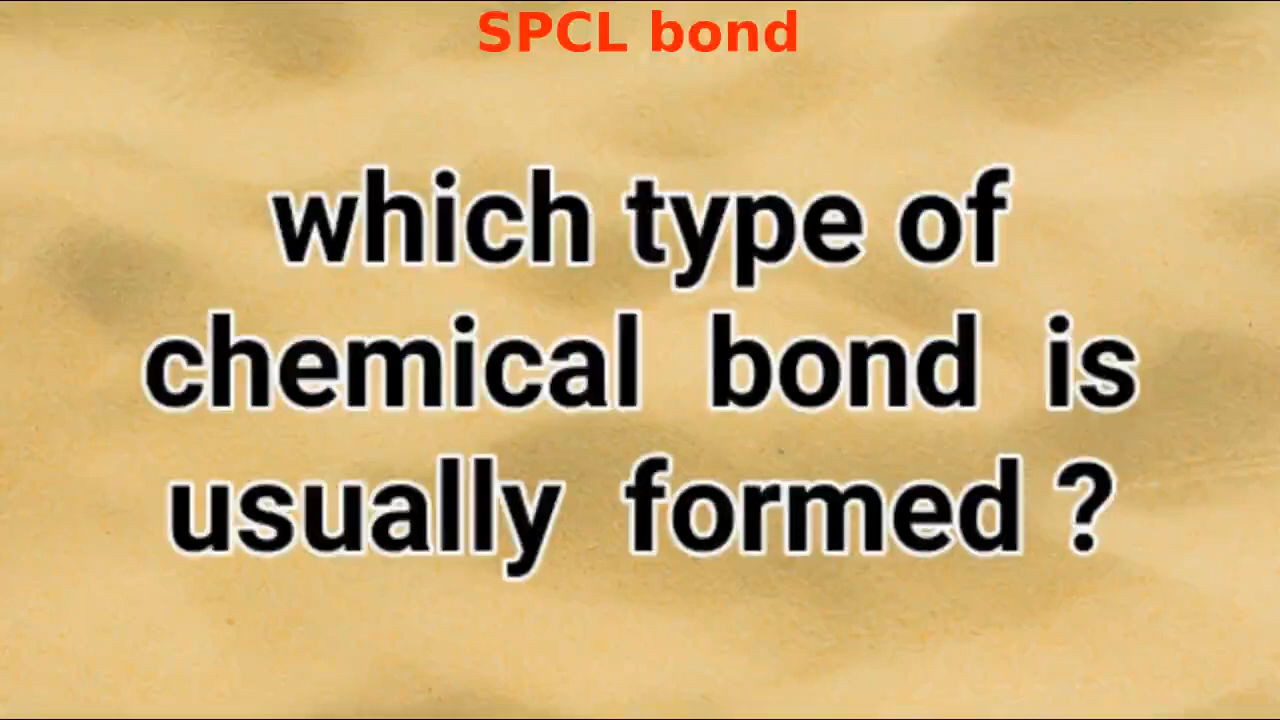 SPCL bond
which type of
chemical bond is
usually formed ?